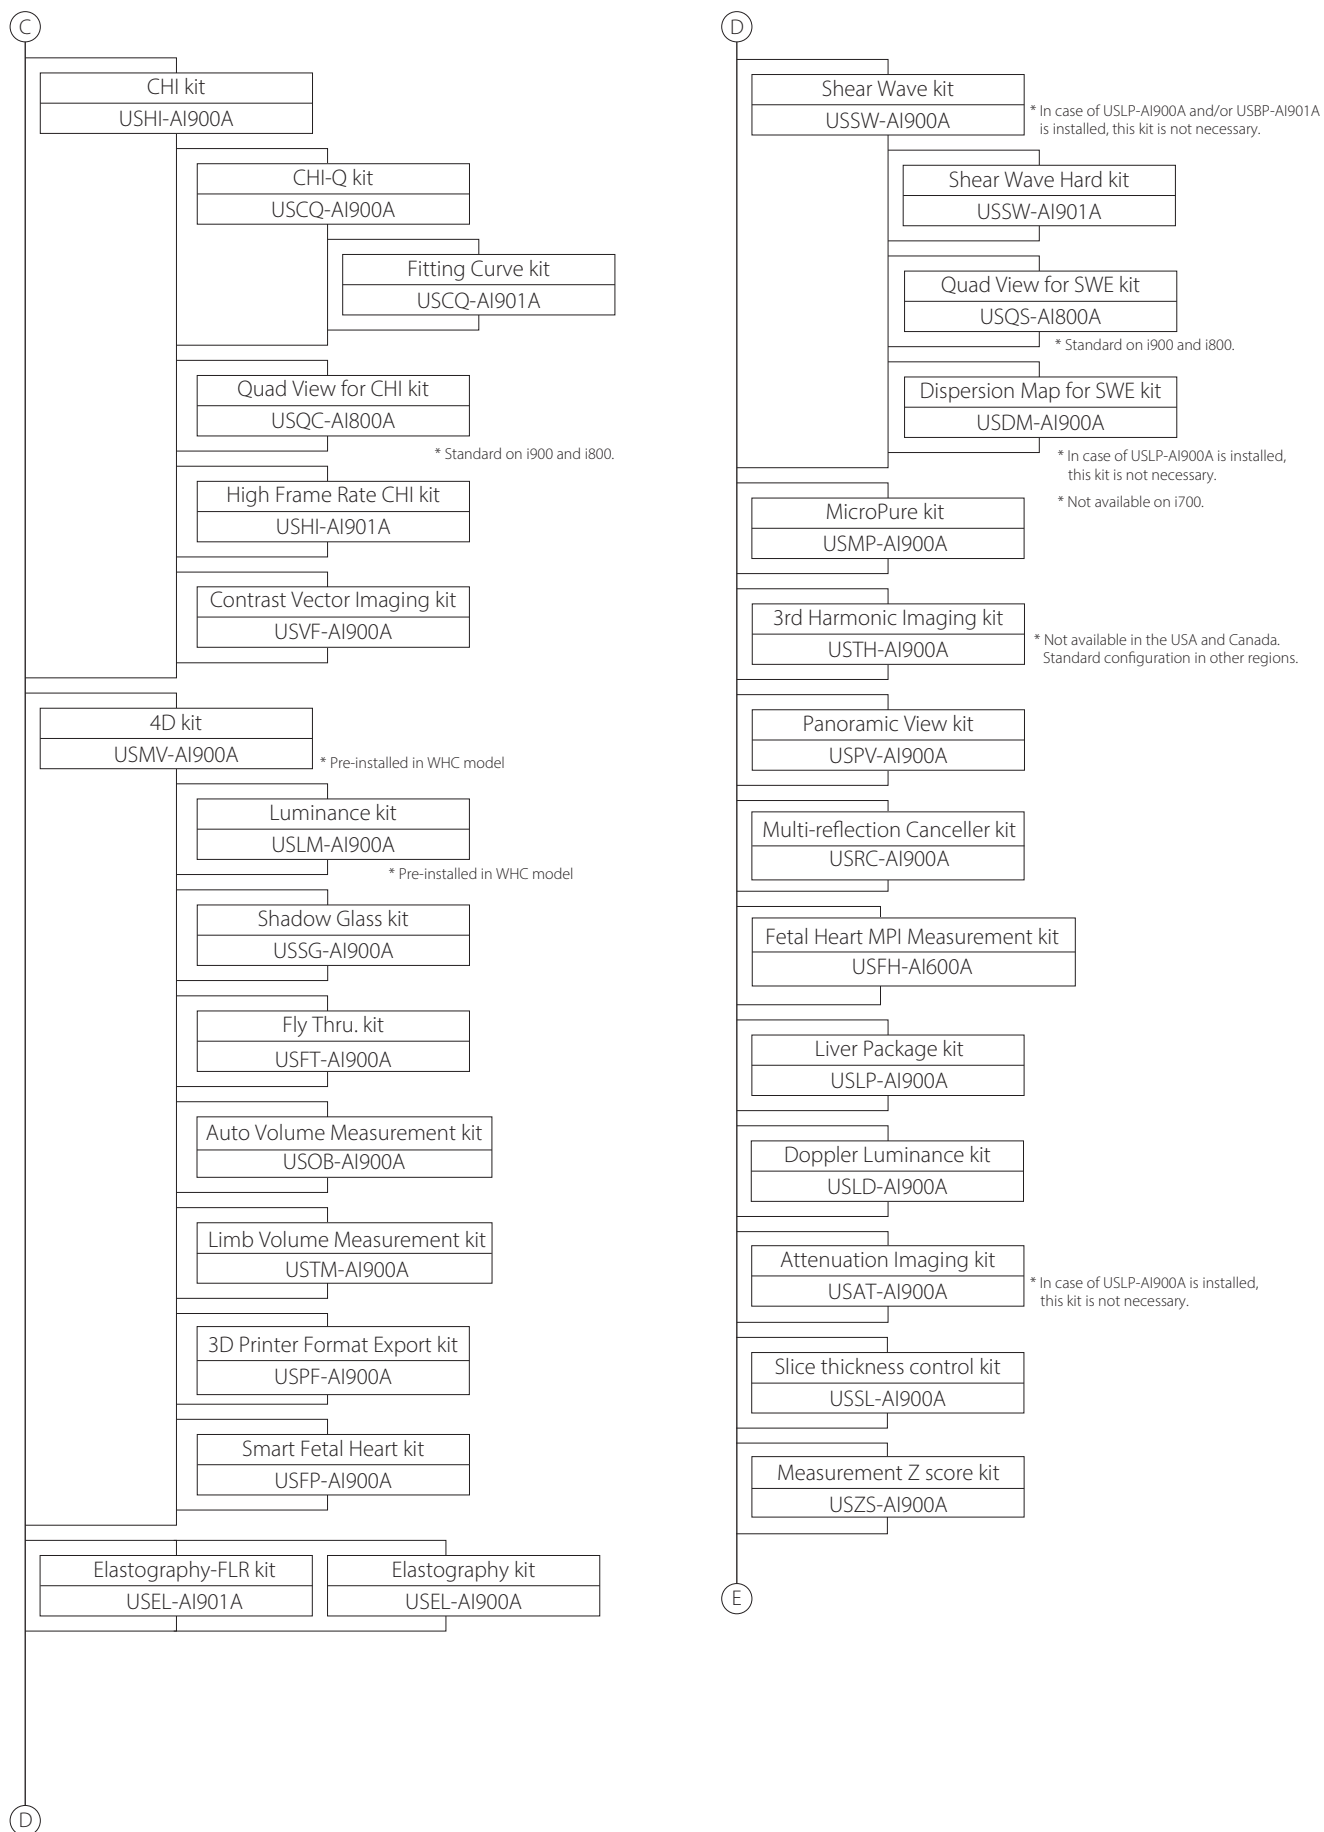 C
CHI kit
USHI-AI900A
CHI-Q kit
USCQ-AI900A
Fitting Curve kit
USCQ-AI901A
Quad View for CHI kit
USQC-AI800A
* Standard on i900 and i800.
High Frame Rate CHI kit
USHI-AI901A
Contrast Vector Imaging kit
USVF-AI900A
4D kit
USMV-AI900A
* Pre-installed in WHC model
Luminance kit
USLM-AI900A
* Pre-installed in WHC model
Shadow Glass kit
USSG-AI900A
Fly Thru. kit
USFT-AI900A
Auto Volume Measurement kit
USOB-AI900A
Limb Volume Measurement kit
USTM-AI900A
3D Printer Format Export kit
USPF-AI900A
Smart Fetal Heart kit
USFP-AI900A
Elastography-FLR kit
USEL-AI901A
Elastography kit
USEL-AI900A
D
D
Shear Wave kit
USSW-AI900A
* In case of USLP-AI900A and/or USBP-AI901A
is installed, this kit is not necessary.
Shear Wave Hard kit
USSW-AI901A
Quad View for SWE kit
USQS-AI800A
* Standard on i900 and i800.
Dispersion Map for SWE kit
USDM-AI900A
* In case of USLP-AI900A is installed,
this kit is not necessary.
* Not available on i700.
MicroPure kit
USMP-AI900A
3rd Harmonic Imaging kit
USTH-AI900A
* Not available in the USA and Canada.
Standard configuration in other regions.
Panoramic View kit
USPV-AI900A
Multi-reflection Canceller kit
USRC-AI900A
Fetal Heart MPI Measurement kit
USFH-AI600A
Liver Package kit
USLP-AI900A
Doppler Luminance kit
USLD-AI900A
Attenuation Imaging kit
USAT-AI900A
* In case of USLP-AI900A is installed,
this kit is not necessary.
Slice thickness control kit
USSL-AI900A
Measurement Z score kit
USZS-AI900A
E